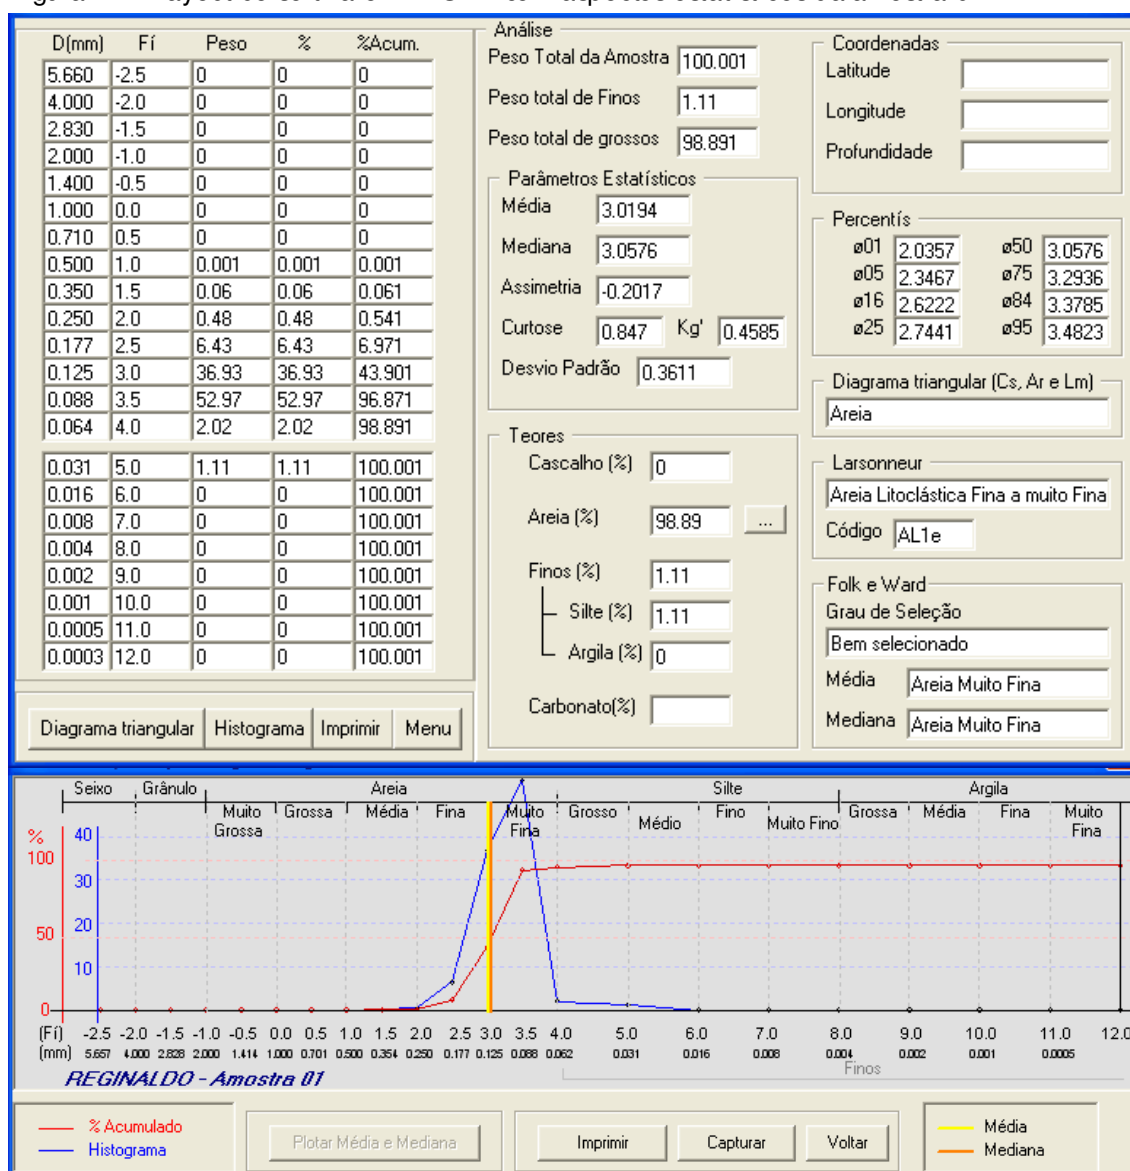 D(mm) Fí Peso % %Acum.
5.660 -2.5 0 0 0
4.000 -2.0 0 0 0
2.830 -1.5 0 0 0
2.000 -1.0 0 0 0
1.400 -0.5 0 0 0
1.000 0.0 0 0 0
0.710 0.5 0 0 0
0.500 1.0 0.001 0.001 0.001
0.350 1.5 0.06 0.06 0.061
0.250 2.0 0.48 0.48 0.541
0.177 2.5 6.43 6.43 6.971
0.125 3.0 36.93 36.93 43.901
0.088 3.5 52.97 52.97 96.871
0.064 4.0 2.02 2.02 98.891
0.031 5.0 1.11 1.11 100.001
0.016 6.0 0 0 100.001
0.008 7.0 0 0 100.001
0.004 8.0 0 0 100.001
0.002 9.0 0 0 100.001
0.001 10.0 0 0 100.001
0.0005 11.0 0 0 100.001
0.0003 12.0 0 0 100.001
Diagrama triangular Histograma Imprimir Menu
Análise
Peso Total da Amostra 100.001
Peso total de Finos 1.11
Peso total de grossos 98.891
Parâmetros Estatísticos
Média 3.0194
Mediana 3.0576
Assimetria -0.2017
Curtose 0.847 Kg' 0.4585
Desvio Padrão 0.3611
Teores
Cascalho (%) 0
Areia (%) 98.89 ...
Finos (%) 1.11
Silte (%) 1.11
Argila (%) 0
Carbonato(%)
Coordenadas
Latitude
Longitude
Profundidade
Percentís
ø01 2.0357 ø50 3.0576
ø05 2.3467 ø75 3.2936
ø16 2.6222 ø84 3.3785
ø25 2.7441 ø95 3.4823
Diagrama triangular (Cs, Ar e Lm)
Areia
Larsonneur
Areia Litoclástica Fina a muito Fina
Código AL1e
Folk e Ward
Grau de Seleção
Bem selecionado
Média Areia Muito Fina
Mediana Areia Muito Fina
Seixo Grânulo Areia Silte Argila
Muito Grossa Grossa Média Fina Muito Fina Grosso Médio Fino Muito Fino Grossa Média Fina Muito Fina
% 40
100
30
20
50
10
0
(Fí) -2.5 -2.0 -1.5 -1.0 -0.5 0.0 0.5 1.0 1.5 2.0 2.5 3.0 3.5 4.0 5.0 6.0 7.0 8.0 9.0 10.0 11.0 12.0
(mm) 5.657 4.000 2.828 2.000 1.414 1.000 0.701 0.500 0.354 0.250 0.177 0.125 0.088 0.062 0.031 0.016 0.008 0.004 0.002 0.001 0.0005
Finos
REGINALDO - Amostra 01
% Acumulado
Histograma
Plotar Média e Mediana
Imprimir Capturar Voltar
Média
Mediana